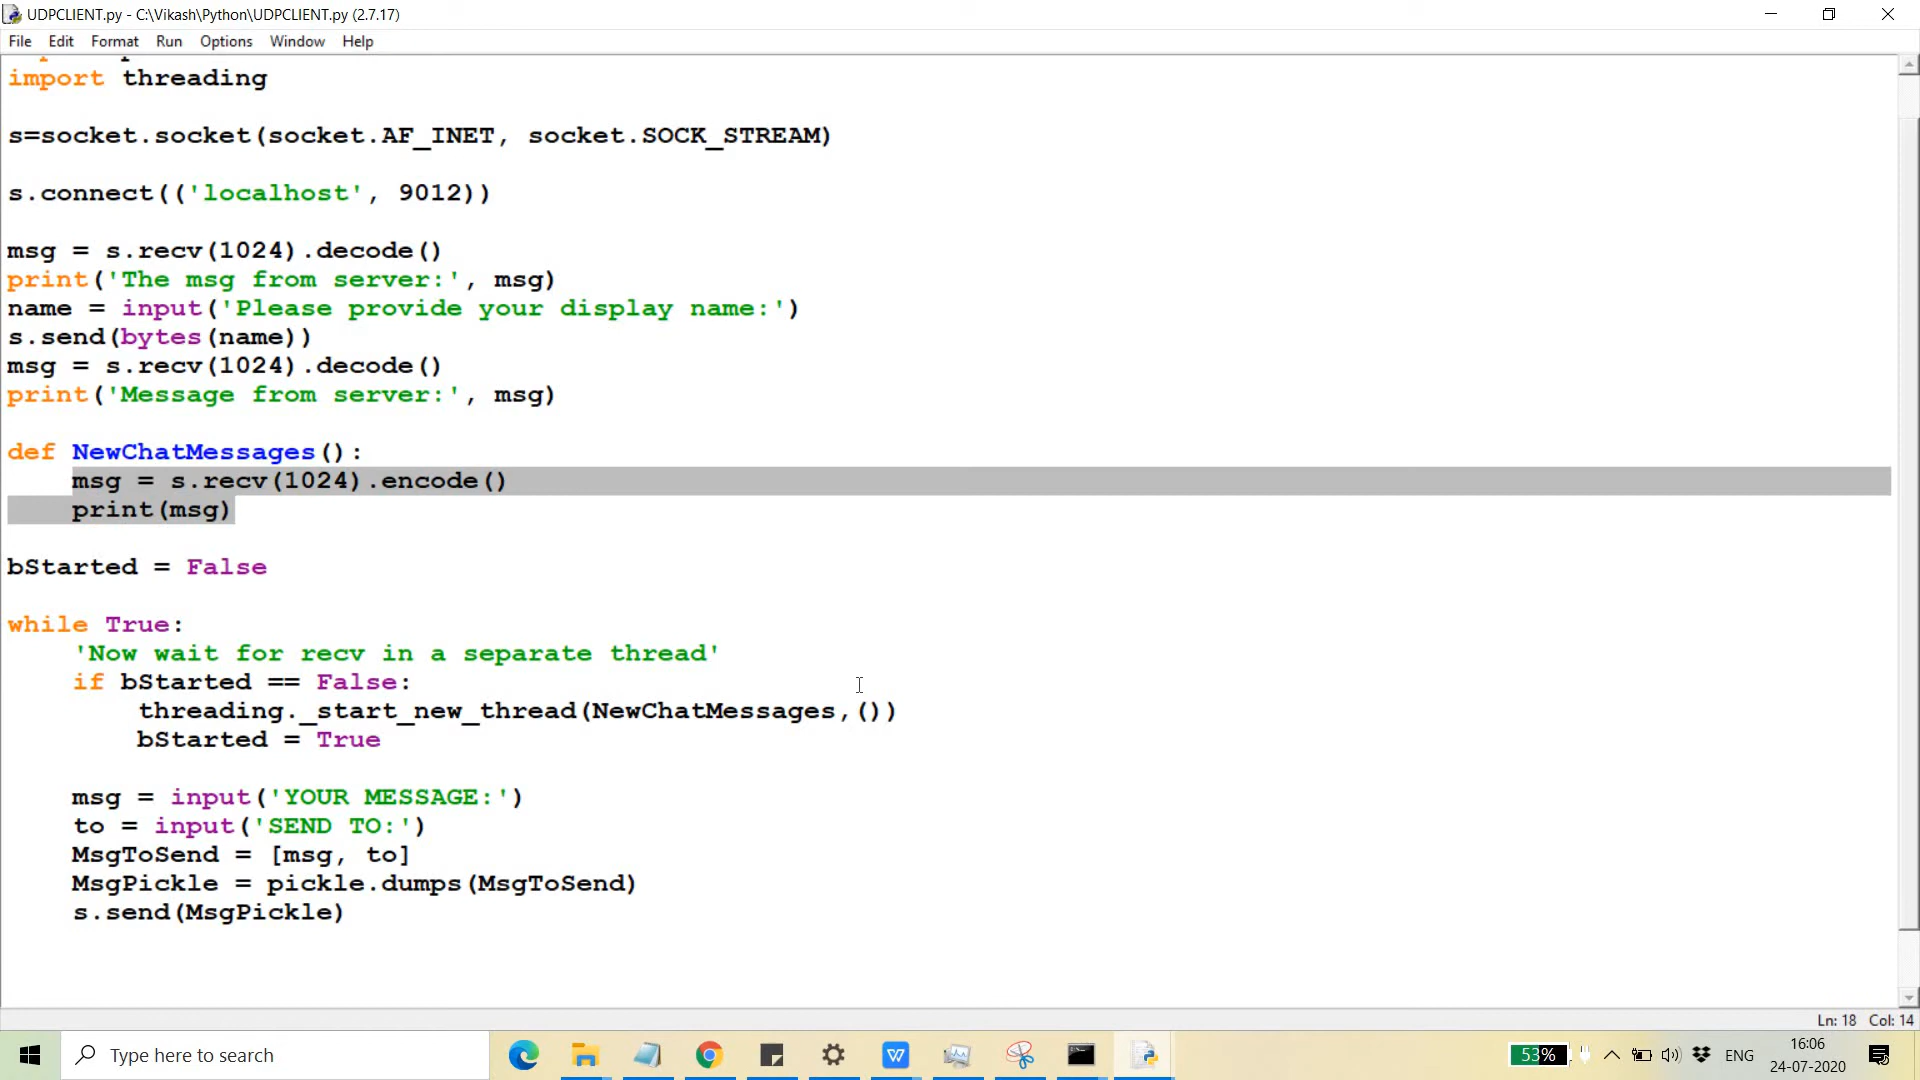 UDPCLIENT.py - C:\Vikash\Python\UDPCLIENT.py (2.7.17)
File Edit Format Run Options Window Help
import threading
s=socket.socket(socket.AF_INET, socket.SOCK_STREAM)
s.connect(('localhost', 9012))
msg = s.recv(1024).decode()
print('The msg from server:', msg)
name = input('Please provide your display name:')
s.send(bytes(name))
msg = s.recv(1024).decode()
print('Message from server:', msg)
def NewChatMessages():
    msg = s.recv(1024).encode()
    print(msg)
bStarted = False
while True:
    'Now wait for recv in a separate thread'
    if bStarted == False:
        threading._start_new_thread(NewChatMessages,())
        bStarted = True
    msg = input('YOUR MESSAGE:')
    to = input('SEND TO:')
    MsgToSend = [msg, to]
    MsgPickle = pickle.dumps(MsgToSend)
    s.send(MsgPickle)
Ln: 18 Col: 14
Type here to search
53%
ENG
16:06
24-07-2020